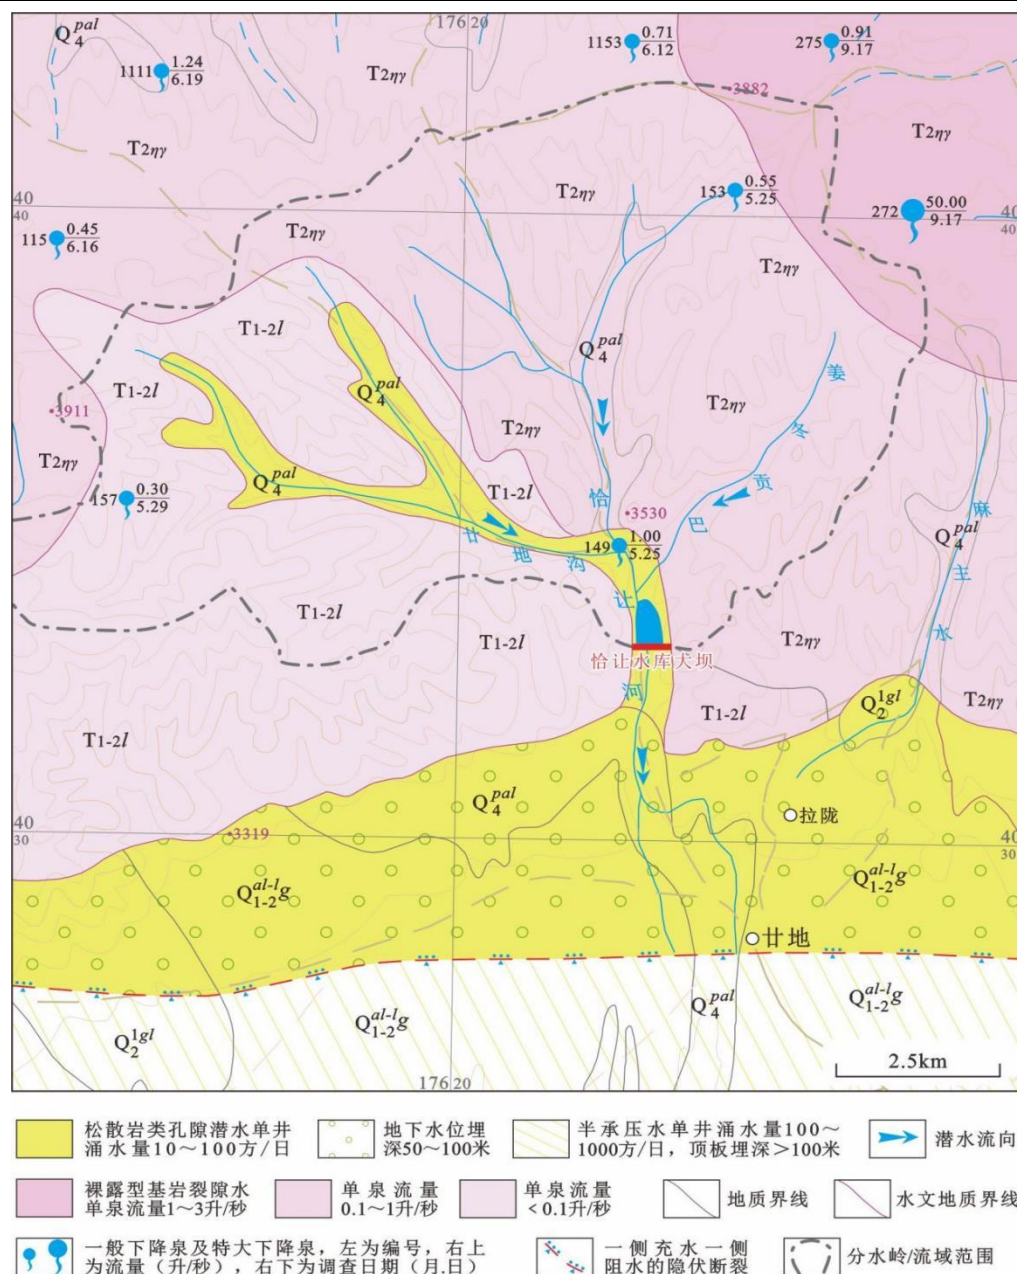 17620
Q4pal
1111 1.24/6.19
1153 0.71/6.12
275 0.91/9.17
T2ηγ
3882
T2ηγ
T2ηγ
40
40
T2ηγ
153 0.55/5.25
272 50.00/9.17
40
40
115 0.45/6.16
T2ηγ
T2ηγ
T1-2l
Q4pal
T1-2l
Q4pal
姜
冬
贡
巴
3911
T2ηγ
T2ηγ
T2ηγ
Q4pal
T1-2l
157 0.30/5.29
恰
让
河
3530
廿地沟
149 1.00/5.25
Q4pal
麻
主
水
T1-2l
T1-2l
T2ηγ
恰让水库大坝
T1-2l
T1-2l
Q21gl
T2ηγ
Q4pal
拉陇
40
30
3319
40
30
Q1-2al-lg
Q1-2al-lg
廿地
Q21gl
Q1-2al-lg
Q4pal
Q1-2al-lg
17620
2.5km
松散岩类孔隙潜水单井
涌水量10～100方/日
地下水位埋
深50～100米
半承压水单井涌水量100～
1000方/日，顶板埋深>100米
潜水流向
裸露型基岩裂隙水
单泉流量1～3升/秒
单泉流量
0.1～1升/秒
单泉流量
<0.1升/秒
地质界线
水文地质界线
一般下降泉及特大下降泉，左为编号，右上
为流量（升/秒），右下为调查日期（月.日）
一侧充水一侧
阻水的隐伏断裂
分水岭/流域范围